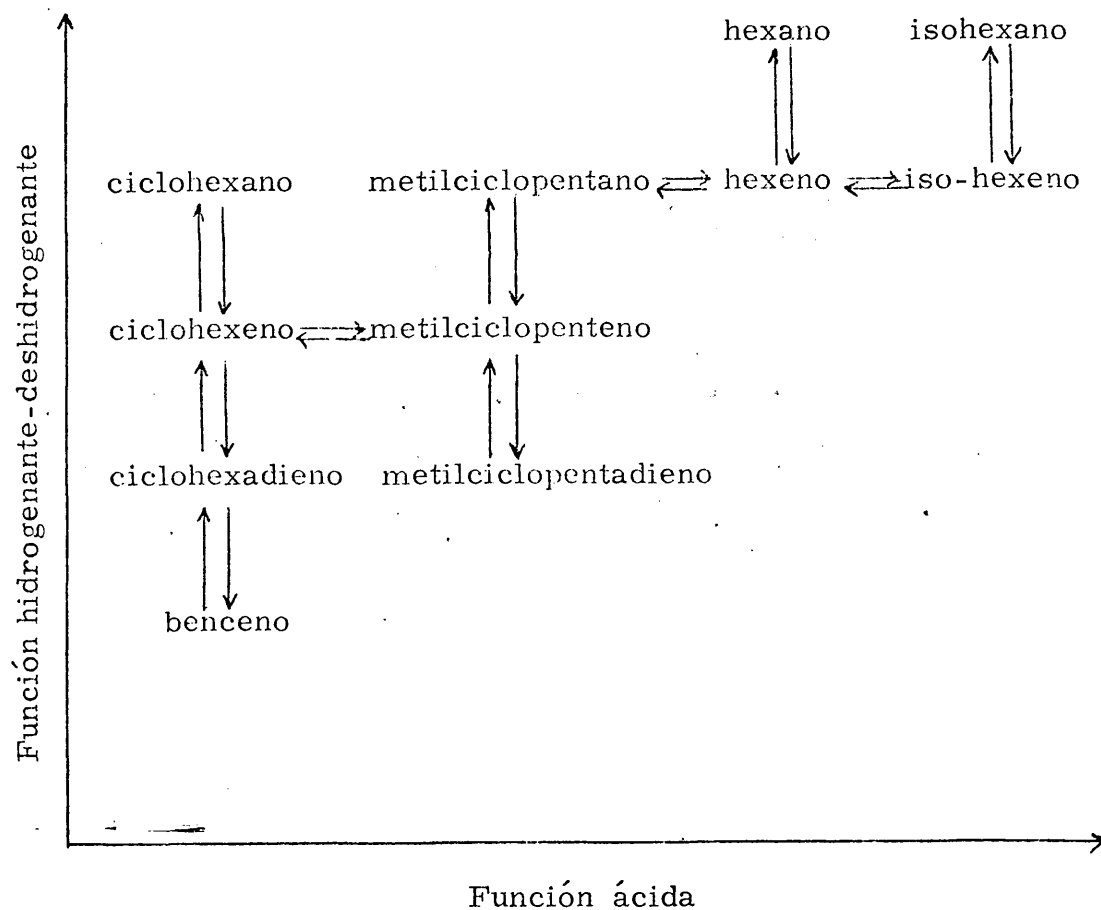 Función hidrogenante-deshidrogenante
hexano isohexano
ciclohexano metilciclopentano hexeno iso-hexeno
ciclohexeno metilciclopenteno
ciclohexadieno metilciclopentadieno
benceno
Función ácida